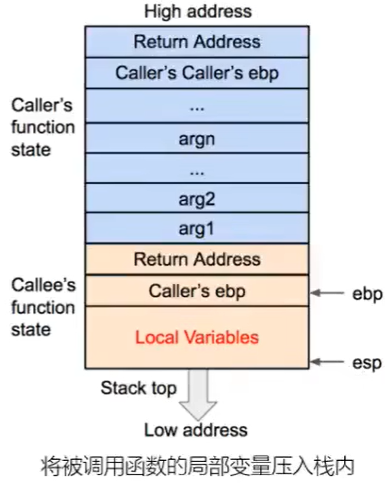 High address
Return Address
Caller's Caller's ebp
...
Caller's
function
state
argn
...
arg2
arg1
Return Address
Callee's
function
state
Caller's ebp
ebp
Local Variables
esp
Stack top
Low address
将被调用函数的局部变量压入栈内